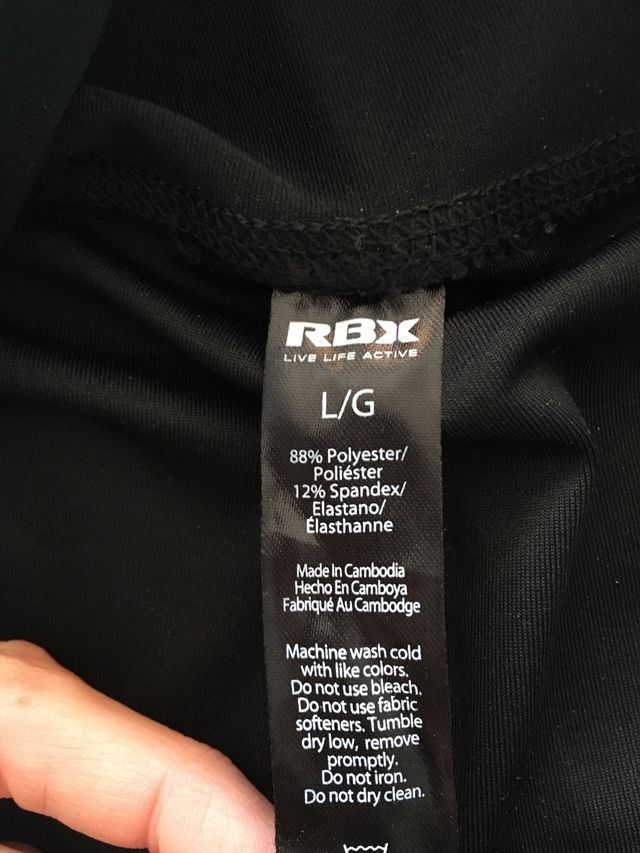 RBX
LIVE LIFE ACTIVE
L/G
88% Polyester/
Poliéster
12% Spandex/
Elastano/
Élasthanne
Made In Cambodia
Hecho En Camboya
Fabriqué Au Cambodge
Machine wash cold
with like colors.
Do not use bleach.
Do not use fabric
softeners. Tumble
dry low, remove
promptly.
Do not iron.
Do not dry clean.